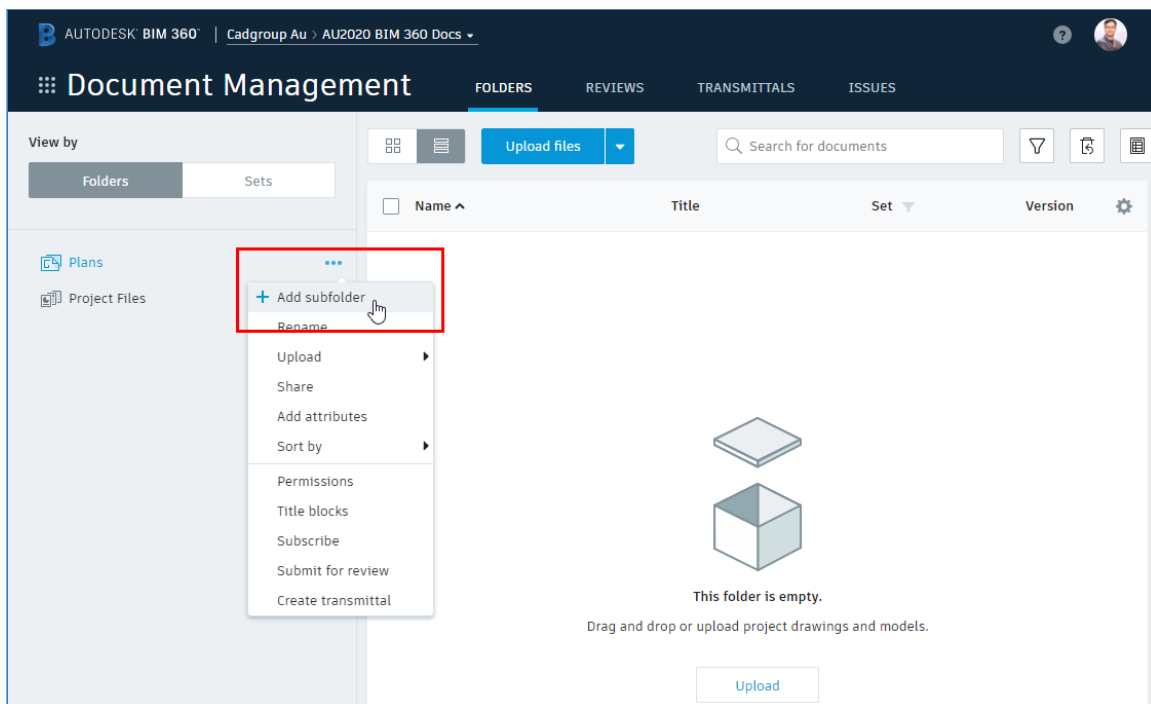 AUTODESK® BIM 360® | Cadgroup Au > AU2020 BIM 360 Docs
?
Document Management
FOLDERS REVIEWS TRANSMITTALS ISSUES
View by
Folders Sets
Upload files
Search for documents
Name Title Set Version
Plans
Project Files
+ Add subfolder
Rename
Upload
Share
Add attributes
Sort by
Permissions
Title blocks
Subscribe
Submit for review
Create transmittal
This folder is empty.
Drag and drop or upload project drawings and models.
Upload